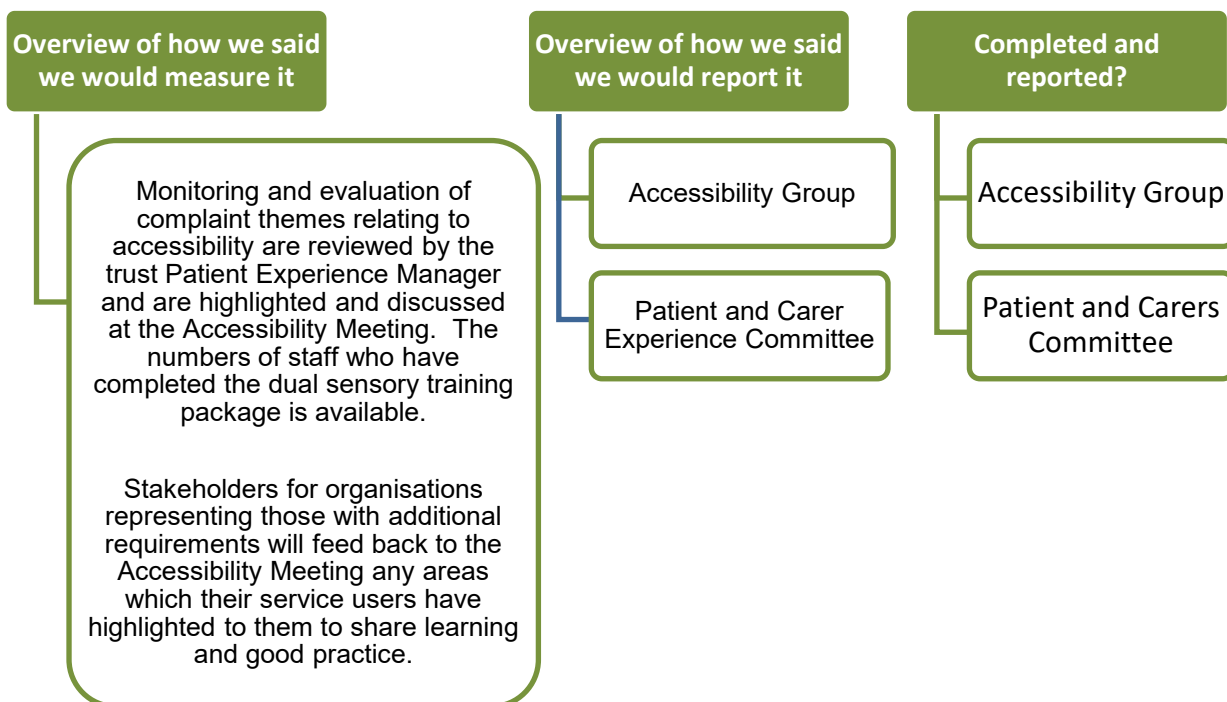 Overview of how we said
we would measure it
Monitoring and evaluation of
complaint themes relating to
accessibility are reviewed by the
trust Patient Experience Manager
and are highlighted and discussed
at the Accessibility Meeting.  The
numbers of staff who have
completed the dual sensory training
package is available.
Stakeholders for organisations
representing those with additional
requirements will feed back to the
Accessibility Meeting any areas
which their service users have
highlighted to them to share learning
and good practice.
Overview of how we said
we would report it
Accessibility Group
Patient and Carer
Experience Committee
Completed and
reported?
Accessibility Group
Patient and Carers
Committee